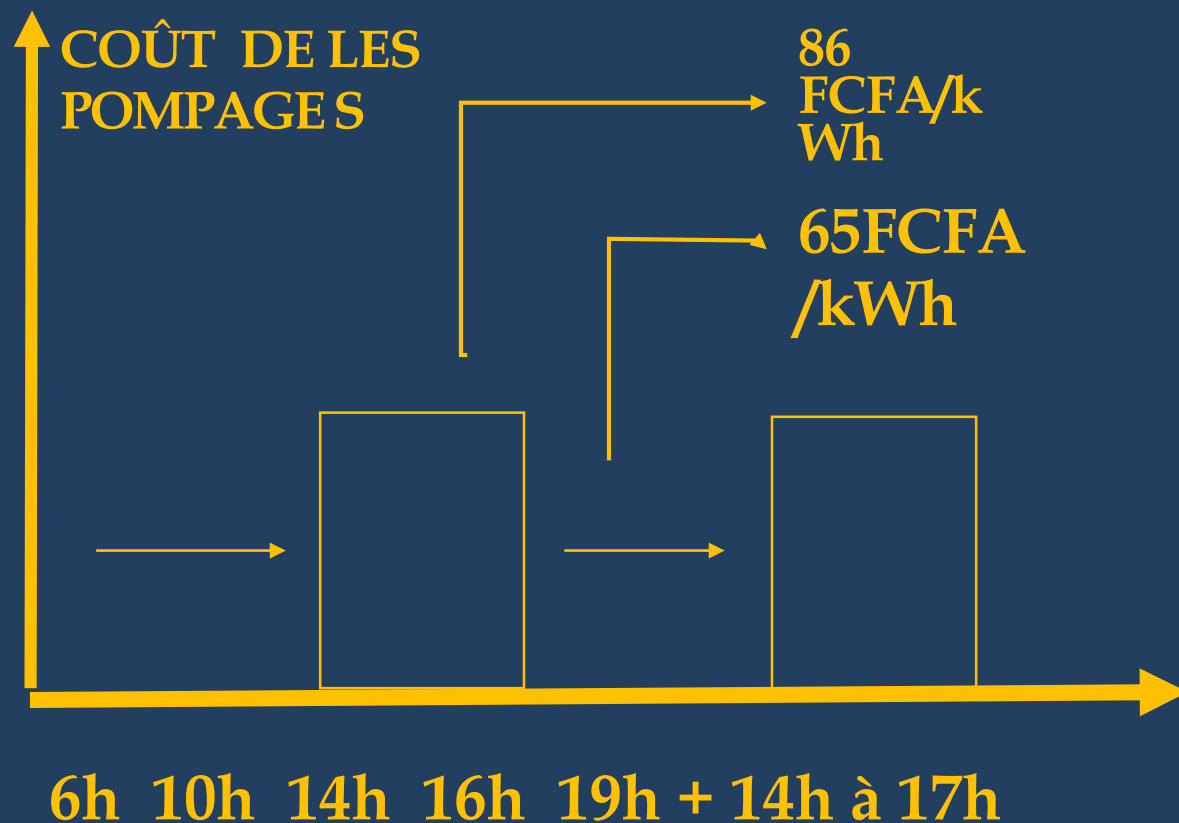 COÛT DE LES
POMPAGE S
86
FCFA/k
Wh
65FCFA
/kWh
6h 10h 14h 16h 19h + 14h à 17h